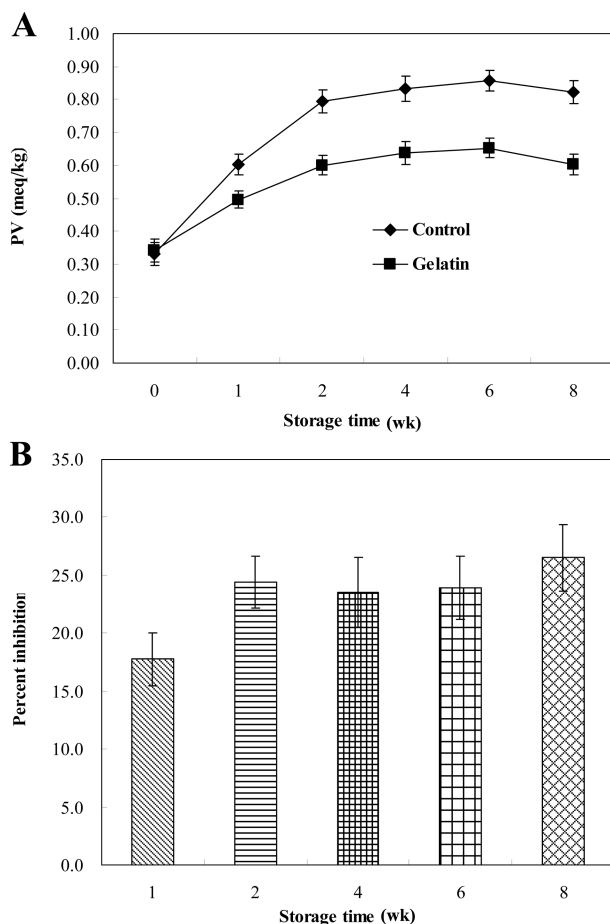 A
1.00
0.90
0.80
0.70
0.60
0.50
0.40
0.30
0.20
0.10
0.00
PV (meq/kg)
Control
Gelatin
0 1 2 4 6 8
Storage time (wk)
B
35.0
30.0
25.0
20.0
15.0
10.0
5.0
0.0
Percent inhibition
1 2 4 6 8
Storage time (wk)